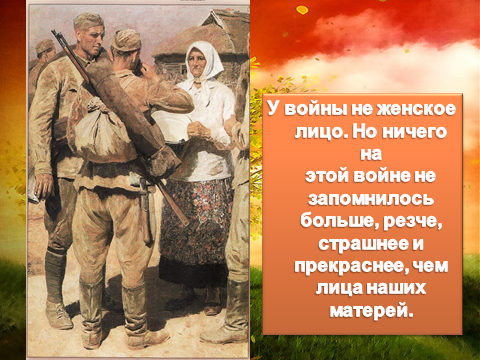 У войны не женское
лицо. Но ничего
на
этой войне не
запомнилось
больше, резче,
страшнее и
прекраснее, чем
лица наших
матерей.